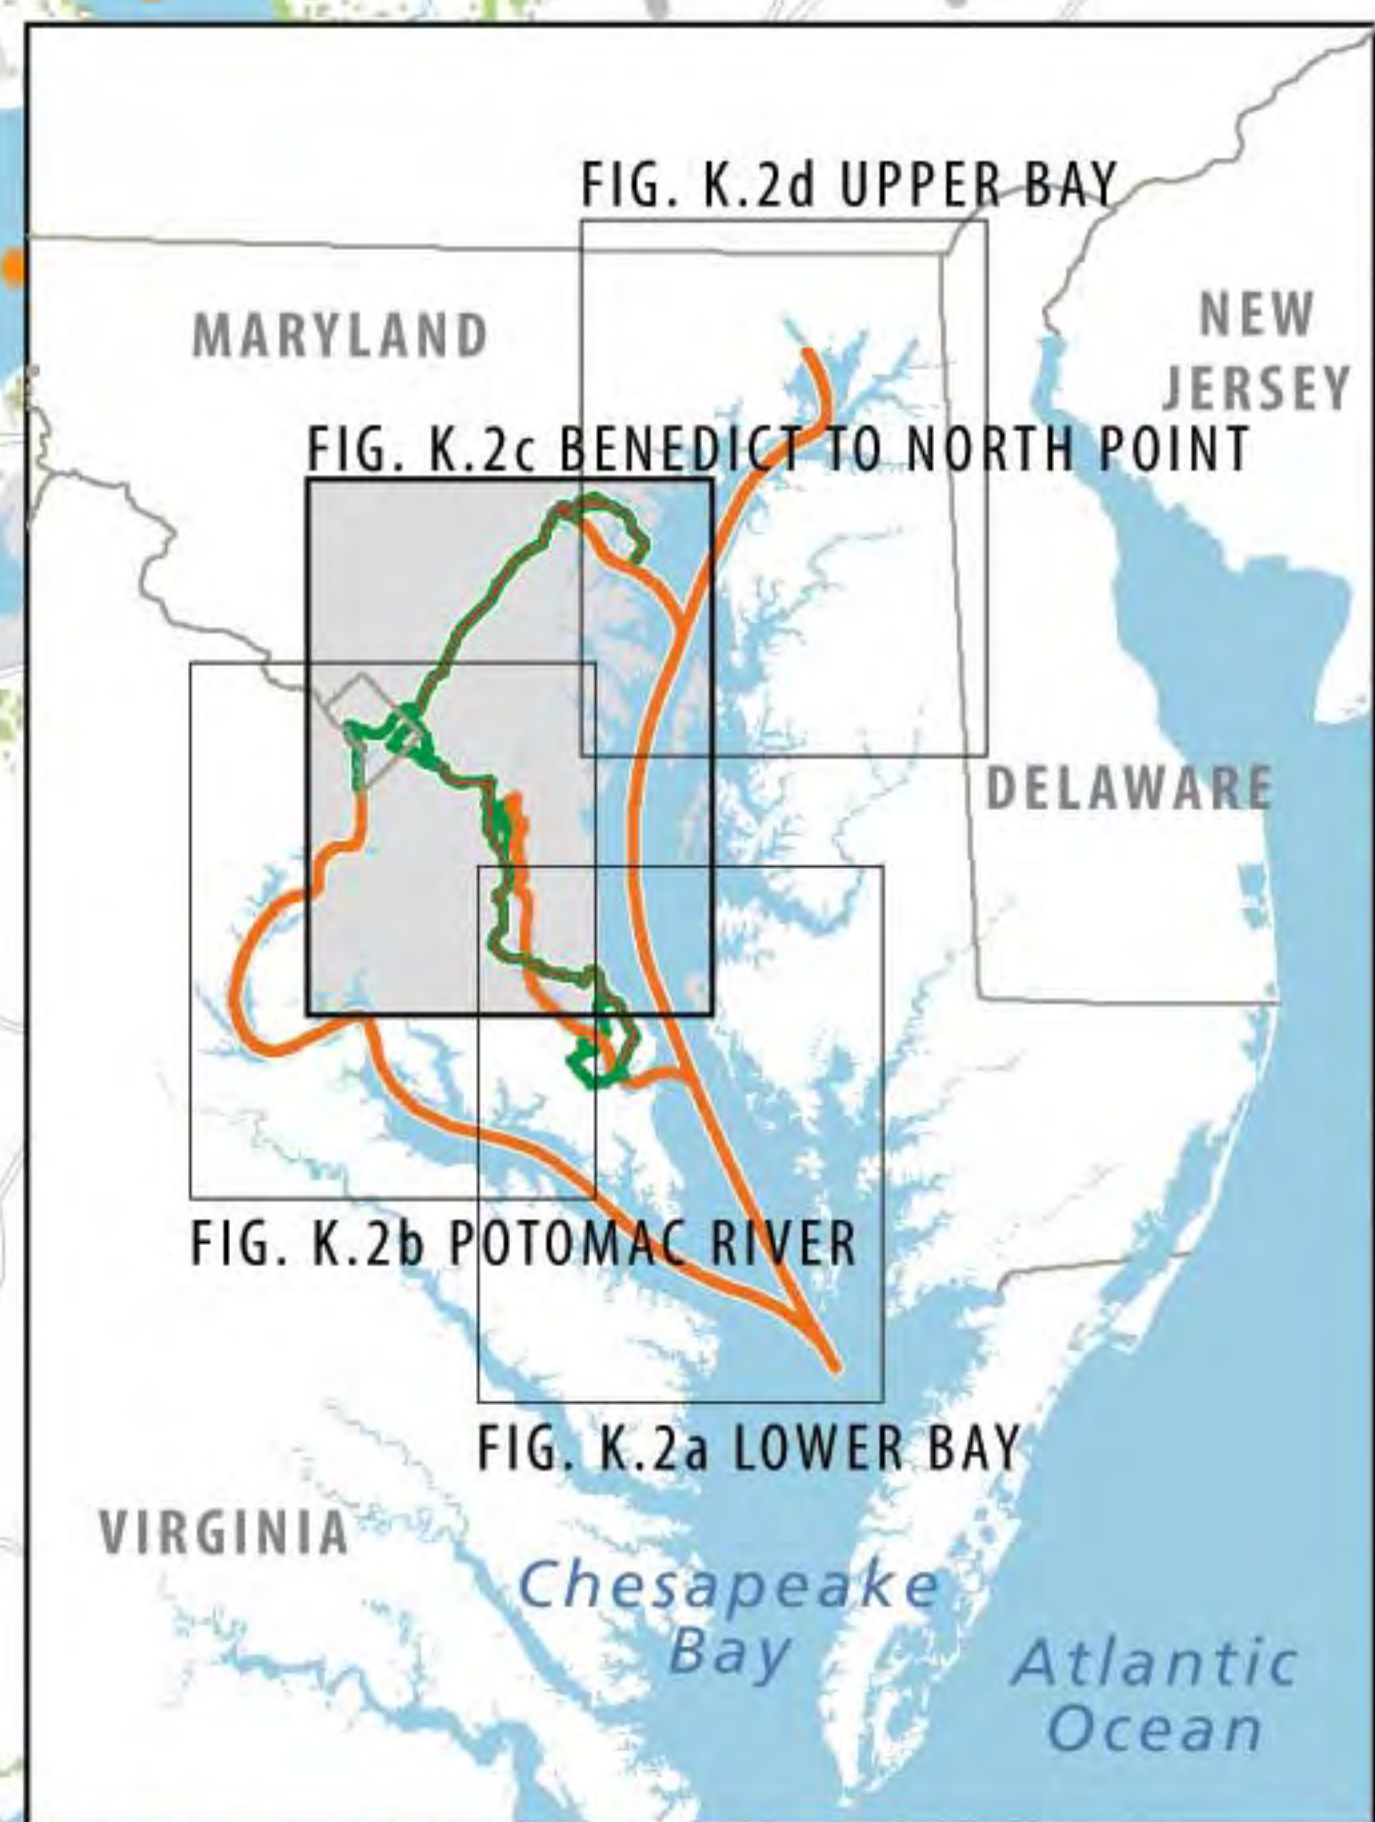 FIG. K.2d UPPER BAY
MARYLAND
NEW
JERSEY
FIG. K.2c BENEDICT TO NORTH POINT
DELAWARE
FIG. K.2b POTOMAC RIVER
FIG. K.2a LOWER BAY
VIRGINIA
Chesapeake
Bay
Atlantic
Ocean